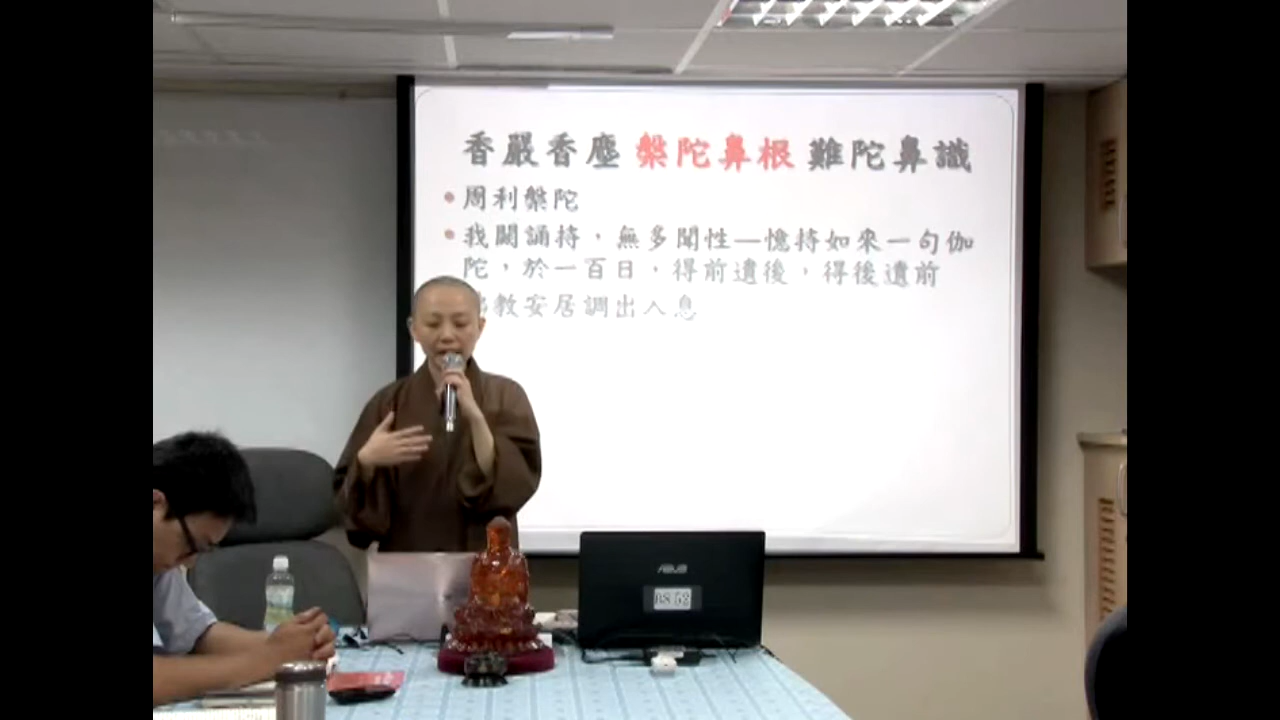 香嚴香塵 槃陀鼻根 難陀鼻識
周利槃陀
我闕誦持，無多聞性—憶持如來一句伽
陀，於一百日，得前遺後，得後遺前
教安居調出入息
ASUS